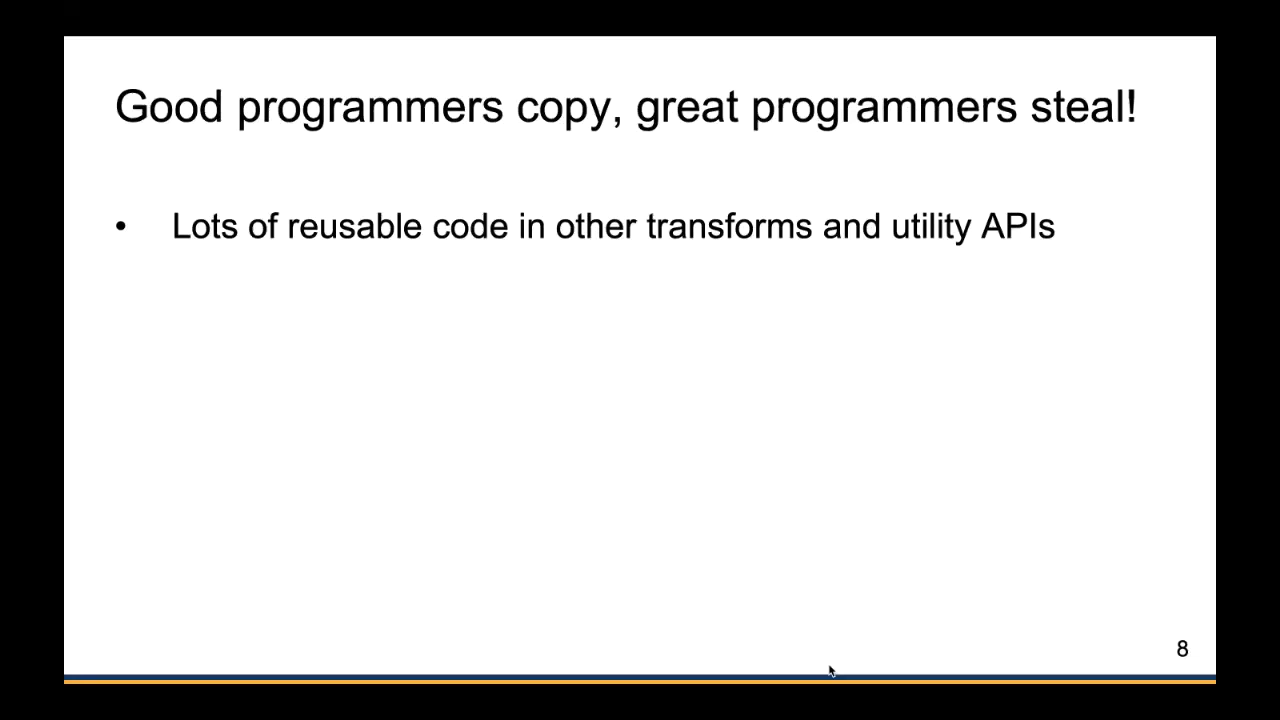 Good programmers copy, great programmers steal!
• Lots of reusable code in other transforms and utility APIs
8